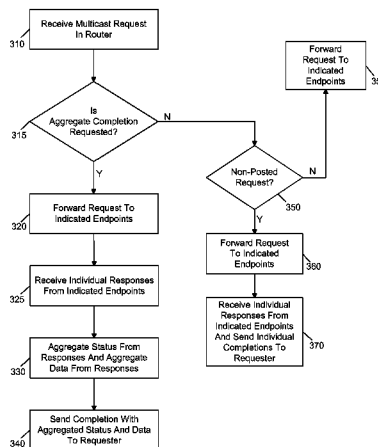 Receive Multicast Request
In Router
310
Is
Aggregate Completion
Requested?
315
N
Y
Forward Request To
Indicated Endpoints
320
Receive Individual Responses
From Indicated Endpoints
325
Aggregate Status From
Responses And Aggregate
Data From Responses
330
Send Completion With
Aggregated Status And Data
To Requester
340
Forward
Request To
Indicated
Endpoints
Non-Posted
Request?
350
N
Y
Forward Request
To Indicated
Endpoints
360
Receive Individual
Responses From
Indicated Endpoints
And Send Individual
Completions To
Requester
370